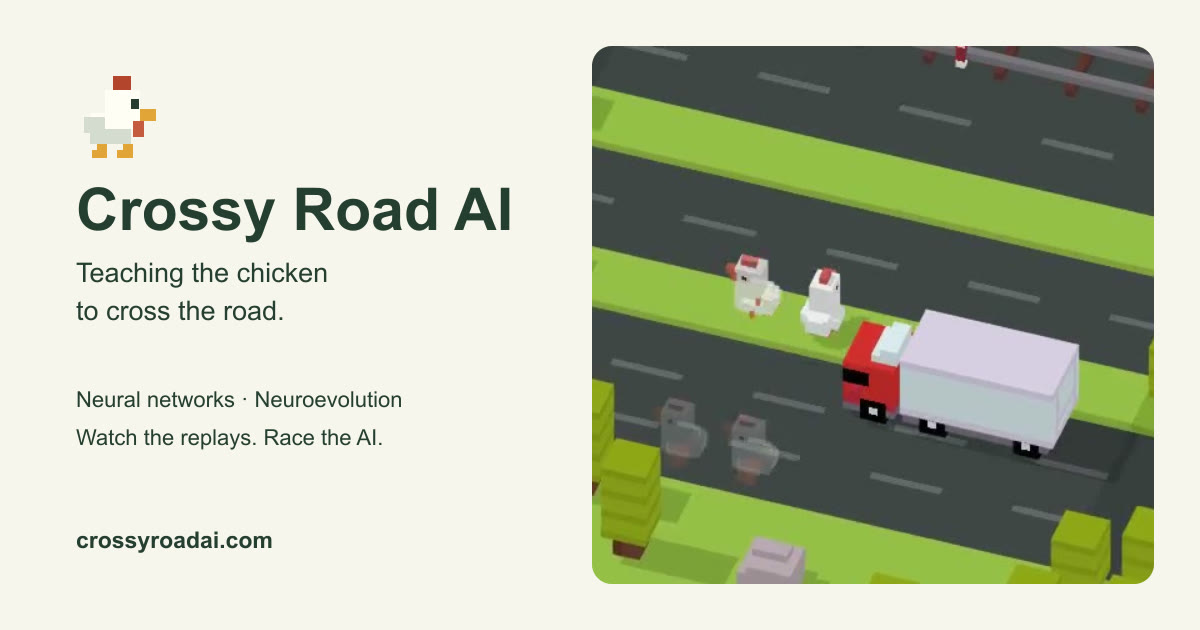 Crossy Road AI
Teaching the chicken
to cross the road.
Neural networks · Neuroevolution
Watch the replays. Race the AI.
crossyroadai.com